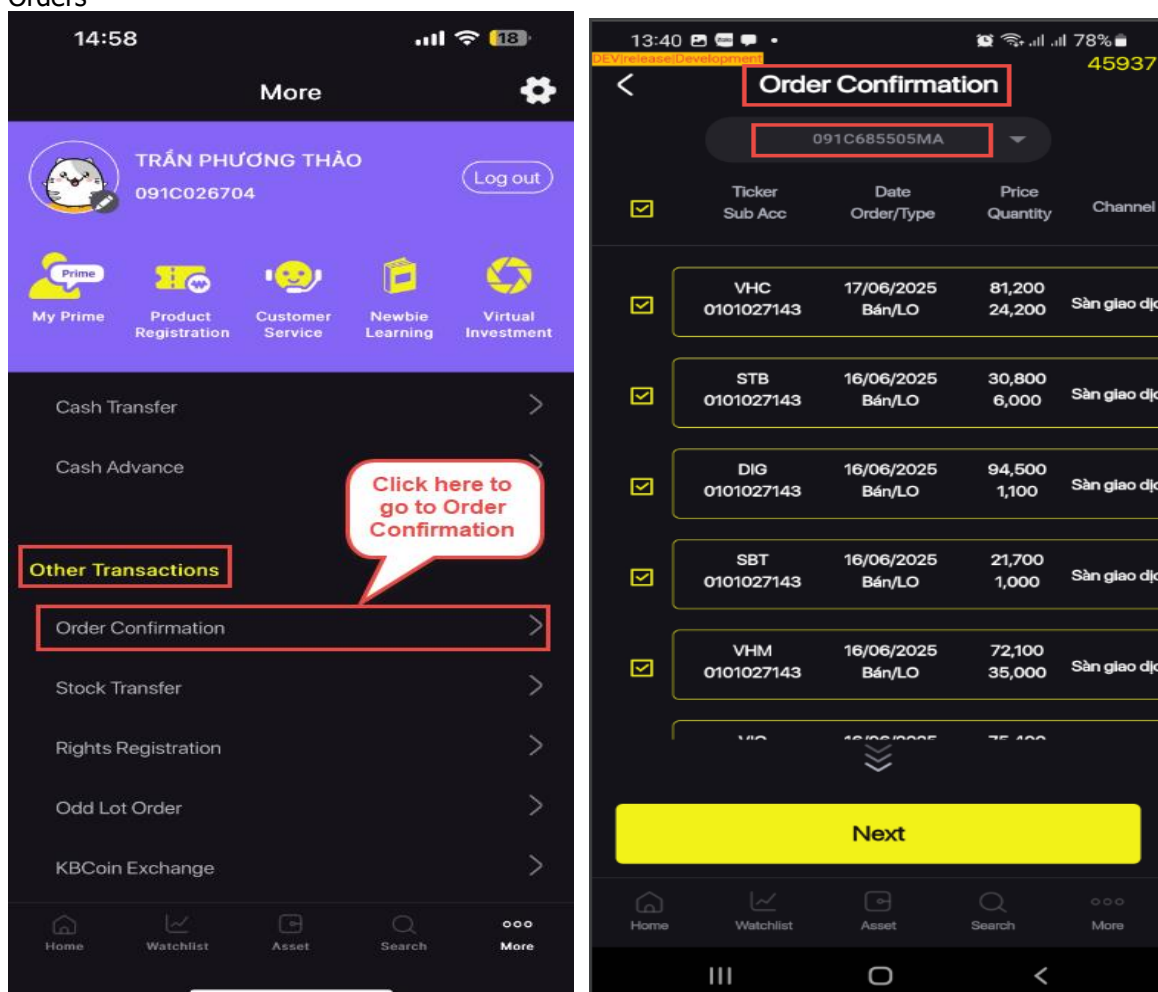 Orders
14:58
18
More
TRẦN PHƯƠNG THẢO
091C026704
Log out
Prime
My Prime
Product Registration
Customer Service
Newbie Learning
Virtual Investment
Cash Transfer
Cash Advance
Click here to
go to Order
Confirmation
Other Transactions
Order Confirmation
Stock Transfer
Rights Registration
Odd Lot Order
KBCoin Exchange
Home Watchlist Asset Search More
13:40
78%
DEV|release|Development
45937
Order Confirmation
091C685505MA
Ticker Date Price
Sub Acc Order/Type Quantity Channel
VHC 17/06/2025 81,200
0101027143 Bán/LO 24,200 Sàn giao dịc
STB 16/06/2025 30,800
0101027143 Bán/LO 6,000 Sàn giao dịc
DIG 16/06/2025 94,500
0101027143 Bán/LO 1,100 Sàn giao dịc
SBT 16/06/2025 21,700
0101027143 Bán/LO 1,000 Sàn giao dịc
VHM 16/06/2025 72,100
0101027143 Bán/LO 35,000 Sàn giao dịc
Next
Home Watchlist Asset Search More